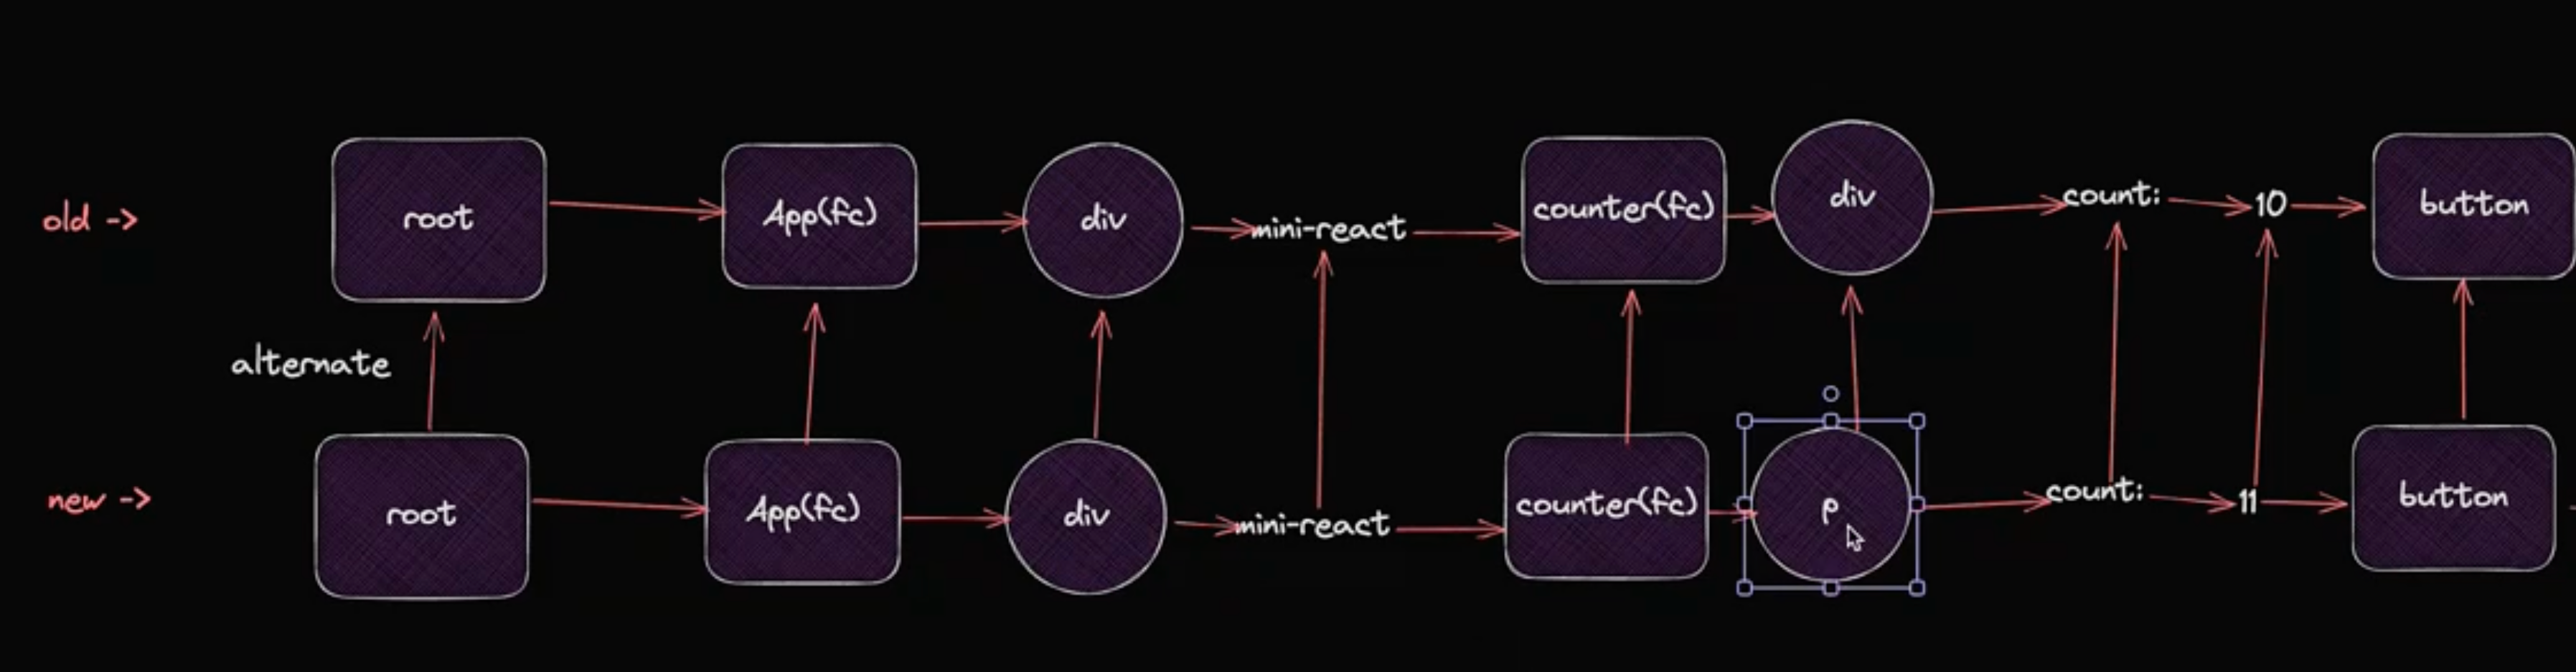 old ->
root
App(fc)
div
mini-react
counter(fc)
div
count:
10
button
alternate
new ->
root
App(fc)
div
mini-react
counter(fc)
p
count:
11
button